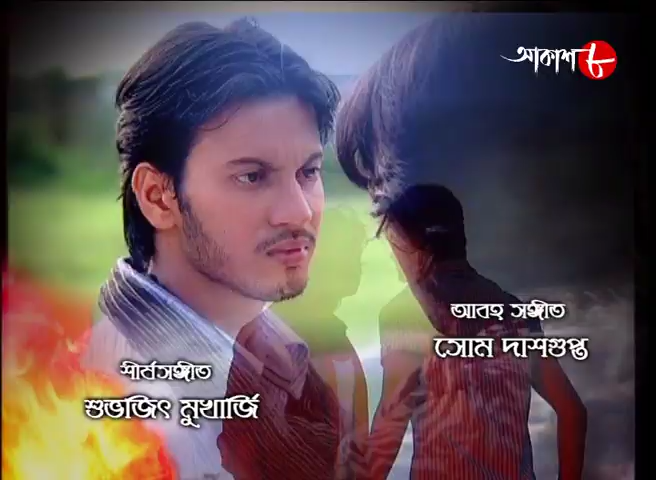 আকাশ ৮
আবহ সঙ্গীত
সোম দাশগুপ্ত
শীর্ষসঙ্গীত
শুভজিৎ মুখার্জি